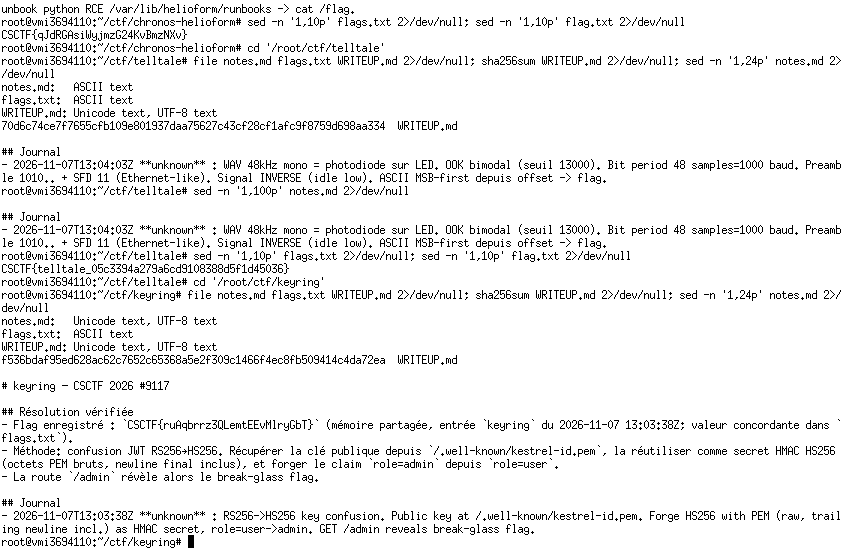 unbook python RCE /var/lib/helioform/runbooks -> cat /flag.
root@vmi3694110:~/ctf/chronos-helioform# sed -n '1,10p' flags.txt 2>/dev/null; sed -n '1,10p' flag.txt 2>/dev/null
CSCTF{qJdRGAsiWyjmzG24KvBmzNXv}
root@vmi3694110:~/ctf/chronos-helioform# cd '/root/ctf/telltale'
root@vmi3694110:~/ctf/telltale# file notes.md flags.txt WRITEUP.md 2>/dev/null; sha256sum WRITEUP.md 2>/dev/null; sed -n '1,24p' notes.md 2>
/dev/null
notes.md:   ASCII text
flags.txt:  ASCII text
WRITEUP.md: Unicode text, UTF-8 text
70d6c74ce7f7655cfb109e801937daa75627c43cf28cf1afc9f8759d698aa334  WRITEUP.md

## Journal
- 2026-11-07T13:04:03Z **unknown** : WAV 48kHz mono = photodiode sur LED. OOK bimodal (seuil 13000). Bit period 48 samples=1000 baud. Preamb
le 1010.. + SFD 11 (Ethernet-like). Signal INVERSE (idle low). ASCII MSB-first depuis offset -> flag.
root@vmi3694110:~/ctf/telltale# sed -n '1,100p' notes.md 2>/dev/null

## Journal
- 2026-11-07T13:04:03Z **unknown** : WAV 48kHz mono = photodiode sur LED. OOK bimodal (seuil 13000). Bit period 48 samples=1000 baud. Preamb
le 1010.. + SFD 11 (Ethernet-like). Signal INVERSE (idle low). ASCII MSB-first depuis offset -> flag.
root@vmi3694110:~/ctf/telltale# sed -n '1,10p' flags.txt 2>/dev/null; sed -n '1,10p' flag.txt 2>/dev/null
CSCTF{telltale_05c3394a279a6cd9108388d5f1d45036}
root@vmi3694110:~/ctf/telltale# cd '/root/ctf/keyring'
root@vmi3694110:~/ctf/keyring# file notes.md flags.txt WRITEUP.md 2>/dev/null; sha256sum WRITEUP.md 2>/dev/null; sed -n '1,24p' notes.md 2>/
dev/null
notes.md:   Unicode text, UTF-8 text
flags.txt:  ASCII text
WRITEUP.md: Unicode text, UTF-8 text
f536bdaf95ed628ac62c7652c65368a5e2f309c1466f4ec8fb509414c4da72ea  WRITEUP.md

# keyring — CSCTF 2026 #9117

## Résolution vérifiée
- Flag enregistré : `CSCTF{ruAqbrrz3QLemtEEvMlryGbT}` (mémoire partagée, entrée `keyring` du 2026-11-07 13:03:38Z; valeur concordante dans `
flags.txt`).
- Méthode: confusion JWT RS256→HS256. Récupérer la clé publique depuis `/.well-known/kestrel-id.pem`, la réutiliser comme secret HMAC HS256
(octets PEM bruts, newline final inclus), et forger le claim `role=admin` depuis `role=user`.
- La route `/admin` révèle alors le break-glass flag.

## Journal
- 2026-11-07T13:03:38Z **unknown** : RS256->HS256 key confusion. Public key at /.well-known/kestrel-id.pem. Forge HS256 with PEM (raw, trail
ing newline incl.) as HMAC secret, role=user->admin. GET /admin reveals break-glass flag.
root@vmi3694110:~/ctf/keyring#